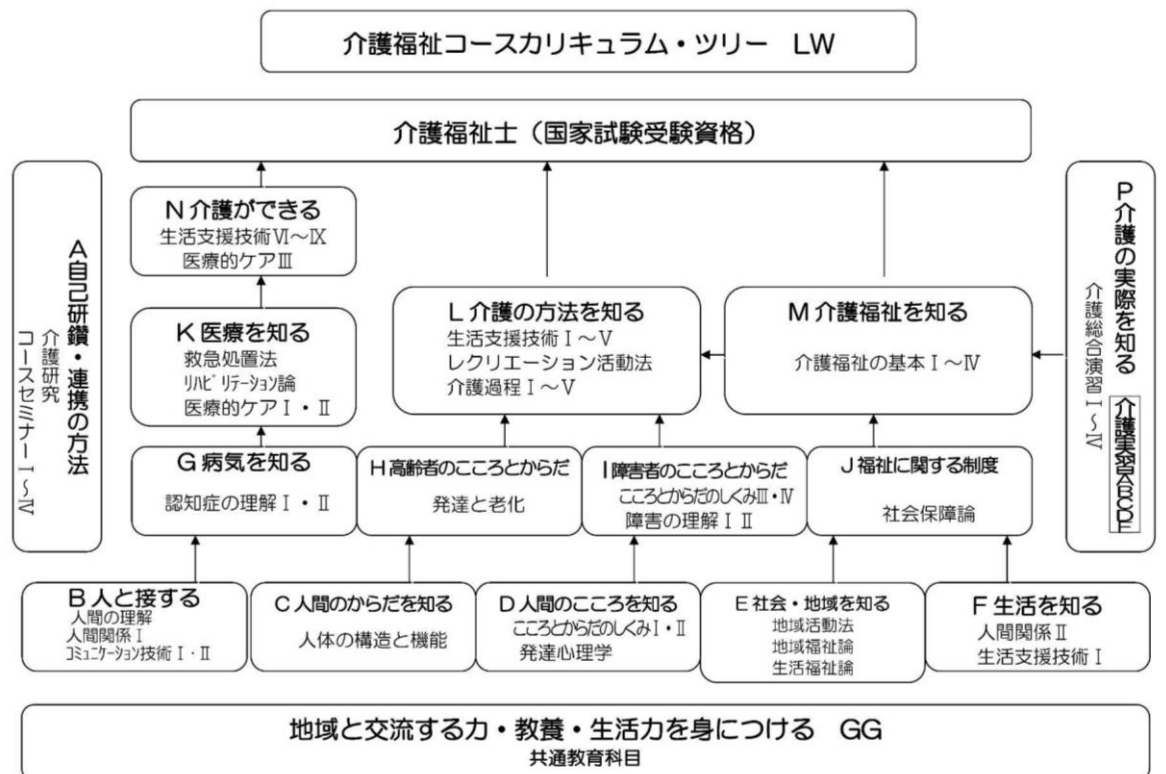 介護福祉コースカリキュラム・ツリー　LW
介護福祉士（国家試験受験資格）
A自己研鑽・連携の方法
介護研究
コースセミナーⅠ～Ⅳ
N 介護ができる
生活支援技術Ⅵ～Ⅸ
医療的ケアⅢ
K 医療を知る
救急処置法
ﾘﾊﾋﾞﾘﾃｰｼｮﾝ論
医療的ケアⅠ・Ⅱ
L 介護の方法を知る
生活支援技術Ⅰ～Ⅴ
レクリエーション活動法
介護過程Ⅰ～Ⅴ
M 介護福祉を知る
介護福祉の基本Ⅰ～Ⅳ
P介護の実際を知る　介護実習ABCDE
介護総合演習Ⅰ～Ⅳ
G 病気を知る
認知症の理解Ⅰ・Ⅱ
H 高齢者のこころとからだ
発達と老化
I 障害者のこころとからだ
こころとからだのしくみⅢ・Ⅳ
障害の理解ⅠⅡ
J 福祉に関する制度
社会保障論
B 人と接する
人間の理解
人間関係Ⅰ
ｺﾐｭﾆｹｰｼｮﾝ技術Ⅰ・Ⅱ
C 人間のからだを知る
人体の構造と機能
D 人間のこころを知る
こころとからだのしくみⅠ・Ⅱ
発達心理学
E 社会・地域を知る
地域活動法
地域福祉論
生活福祉論
F 生活を知る
人間関係Ⅱ
生活支援技術Ⅰ
地域と交流する力・教養・生活力を身につける　GG
共通教育科目